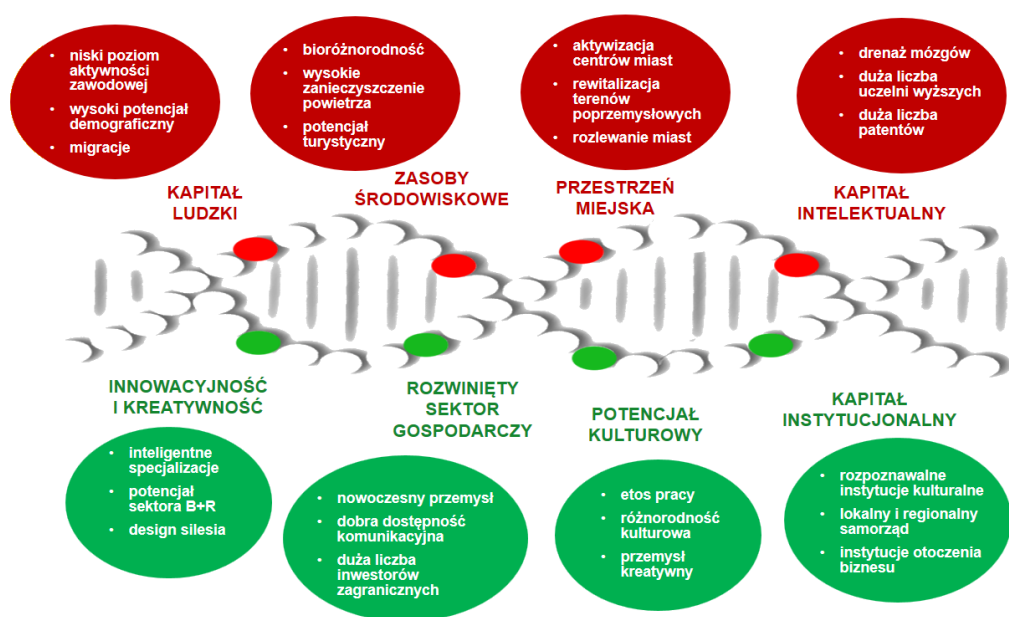 • niski poziom
aktywności
zawodowej
• wysoki potencjał
demograficzny
• migracje
• bioróżnorodność
• wysokie
zanieczyszczenie
powietrza
• potencjał
turystyczny
• aktywizacja
centrów miast
• rewitalizacja
terenów
poprzemysłowych
• rozlewanie miast
• drenaż mózgów
• duża liczba
uczelni wyższych
• duża liczba
patentów
KAPITAŁ
LUDZKI
ZASOBY
ŚRODOWISKOWE
PRZESTRZEŃ
MIEJSKA
KAPITAŁ
INTELEKTUALNY
INNOWACYJNOŚĆ
I KREATYWNOŚĆ
ROZWINIĘTY
SEKTOR
GOSPODARCZY
POTENCJAŁ
KULTUROWY
KAPITAŁ
INSTYTUCJONALNY
• inteligentne
specjalizacje
• potencjał
sektora B+R
• design silesia
• nowoczesny przemysł
• dobra dostępność
komunikacyjna
• duża liczba
inwestorów
zagranicznych
• etos pracy
• różnorodność
kulturowa
• przemysł
kreatywny
• rozpoznawalne
instytucje kulturalne
• lokalny i regionalny
samorząd
• instytucje otoczenia
biznesu